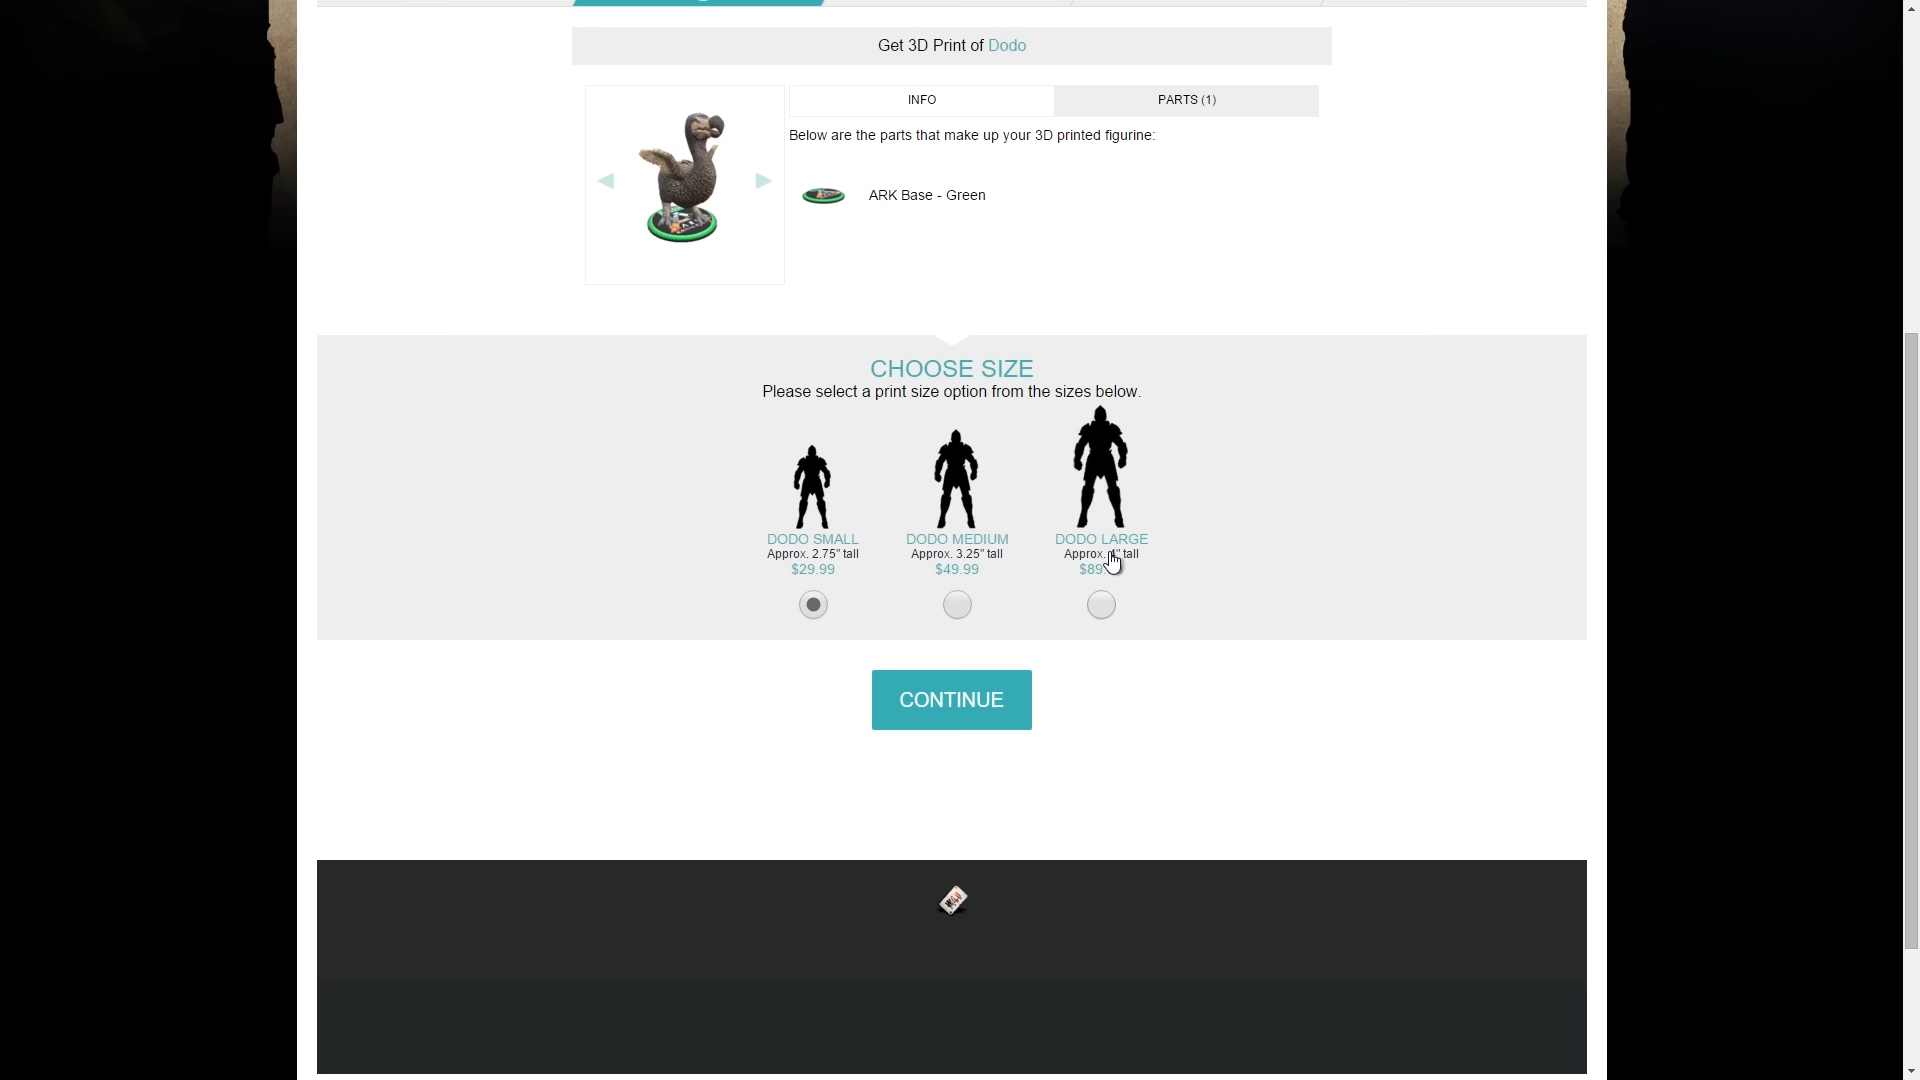 Get 3D Print of Dodo
INFO
PARTS (1)
Below are the parts that make up your 3D printed figurine:
ARK Base - Green
CHOOSE SIZE
Please select a print size option from the sizes below.
DODO SMALL
Approx. 2.75" tall
$29.99
DODO MEDIUM
Approx. 3.25" tall
$49.99
DODO LARGE
Approx. 4" tall
$89.
CONTINUE